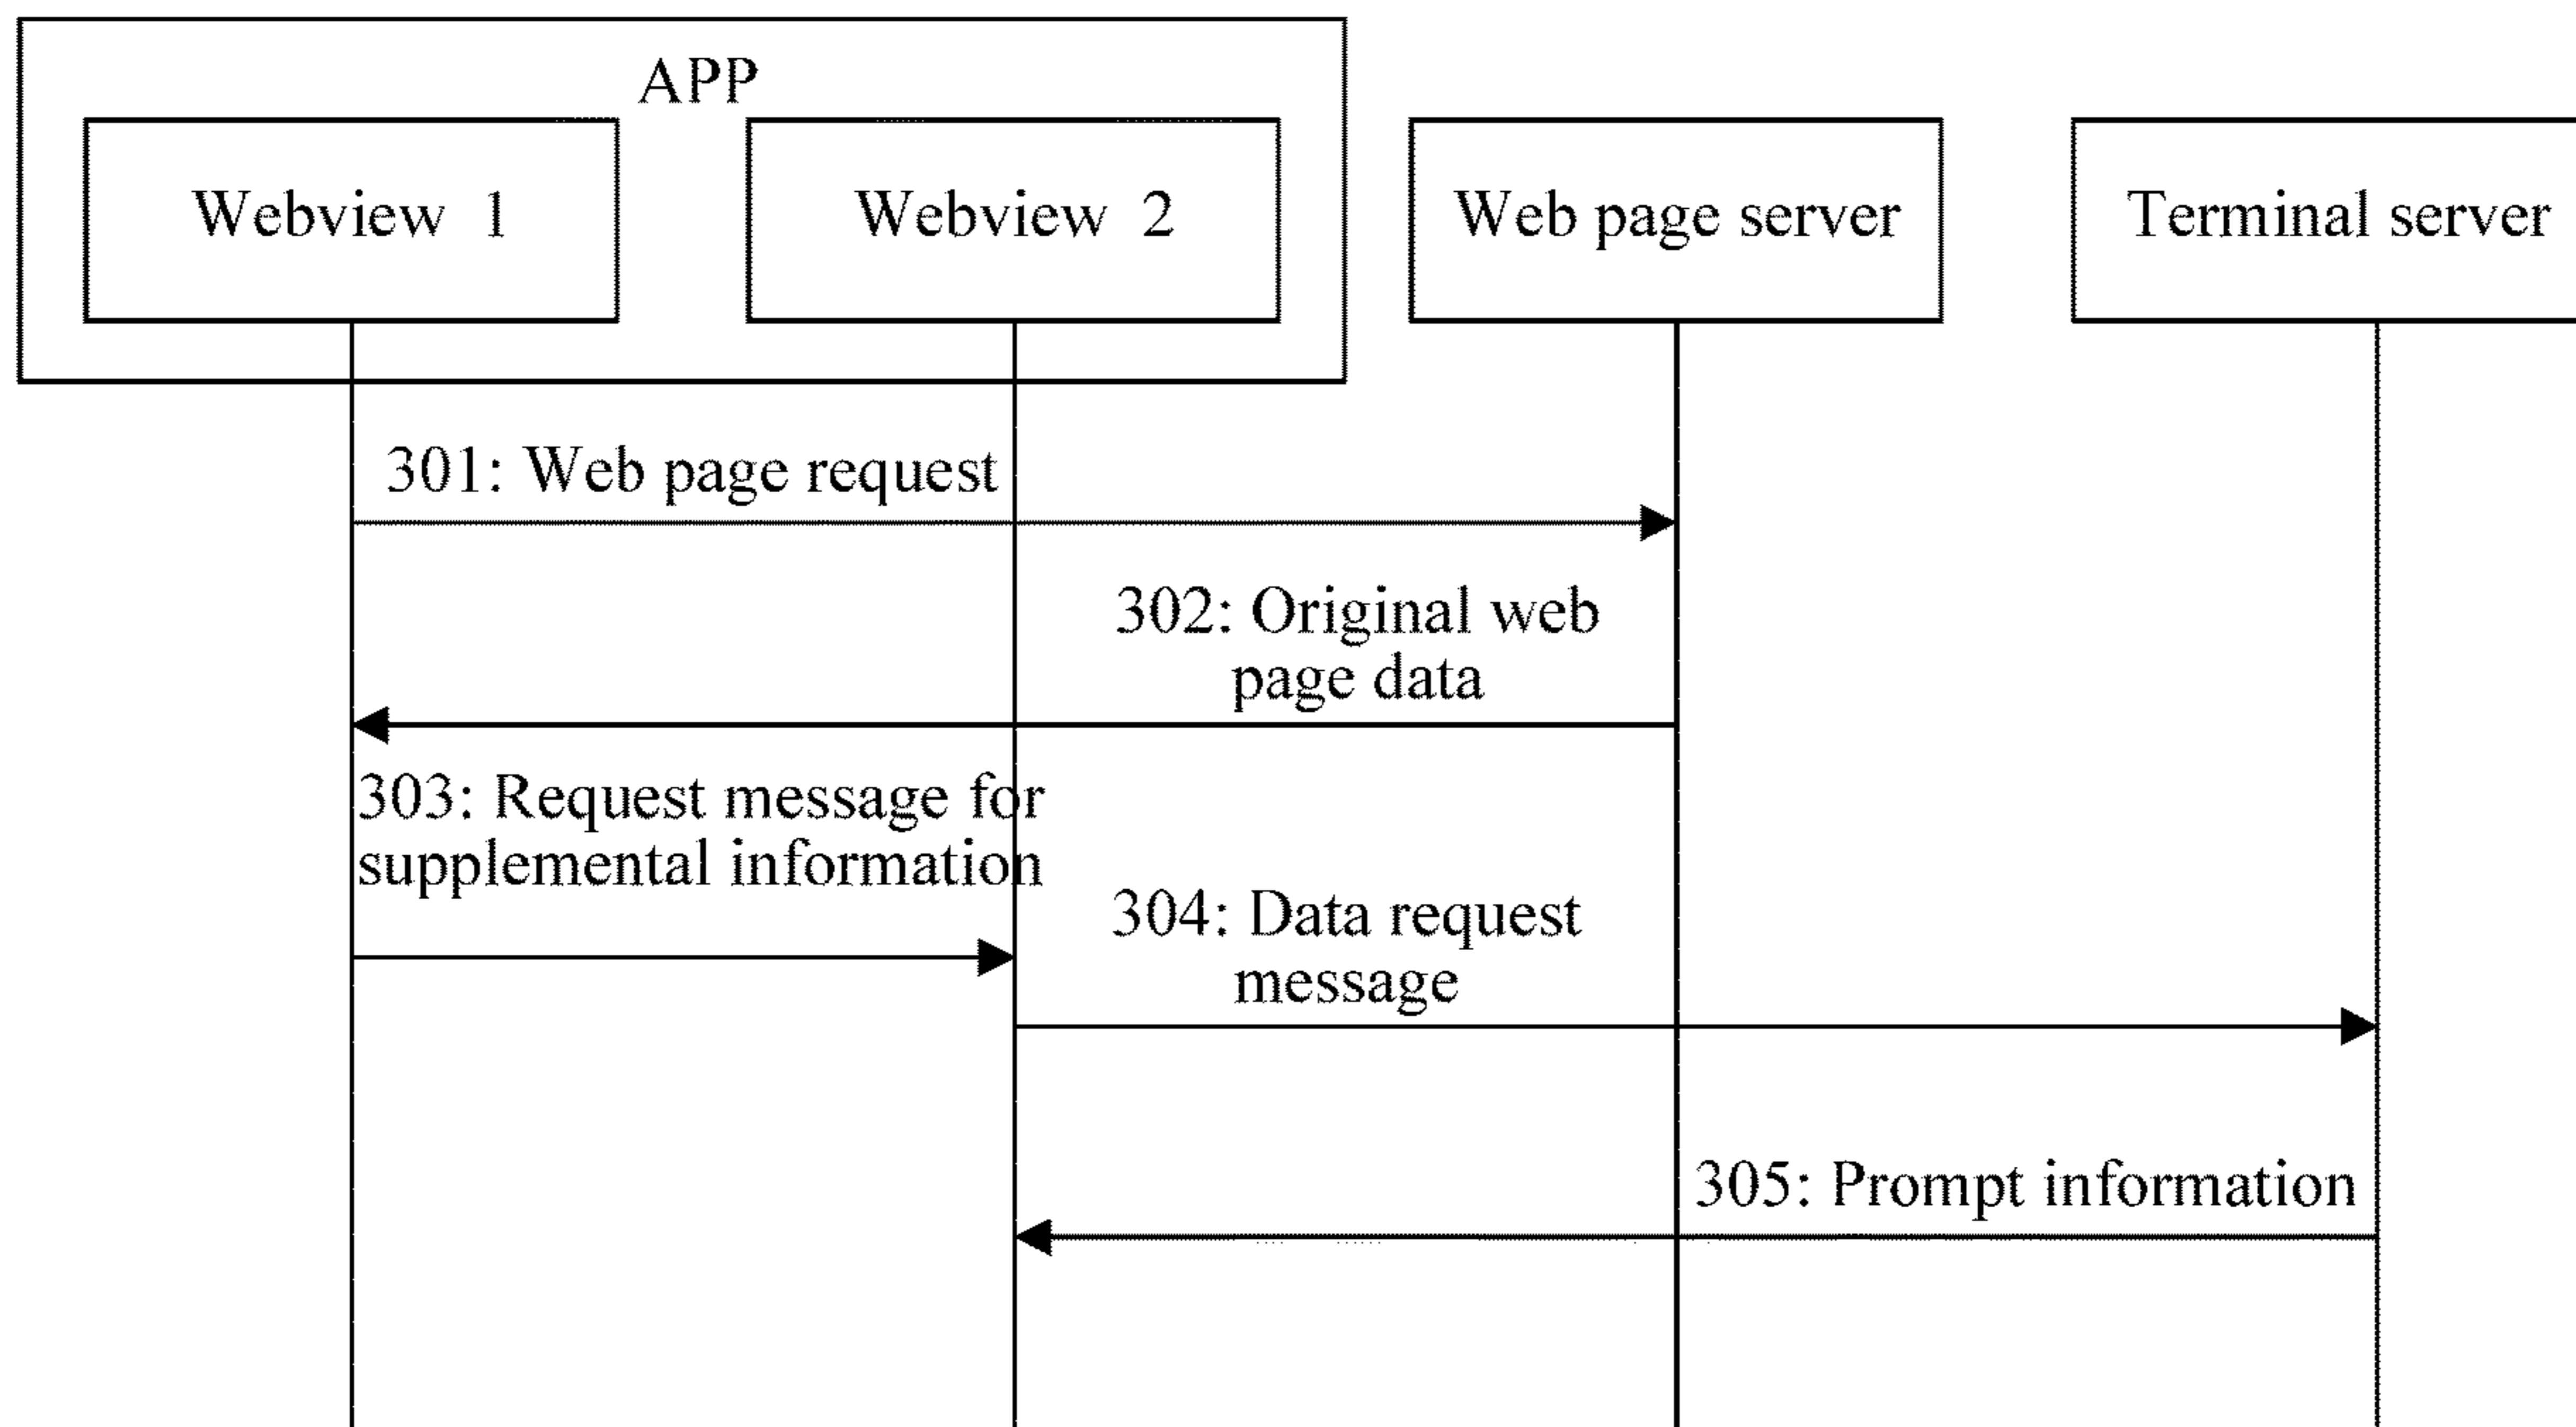 APP
Webview 1
Webview 2
Web page server
Terminal server
301: Web page request
302: Original web
page data
303: Request message for
supplemental information
304: Data request
message
305: Prompt information